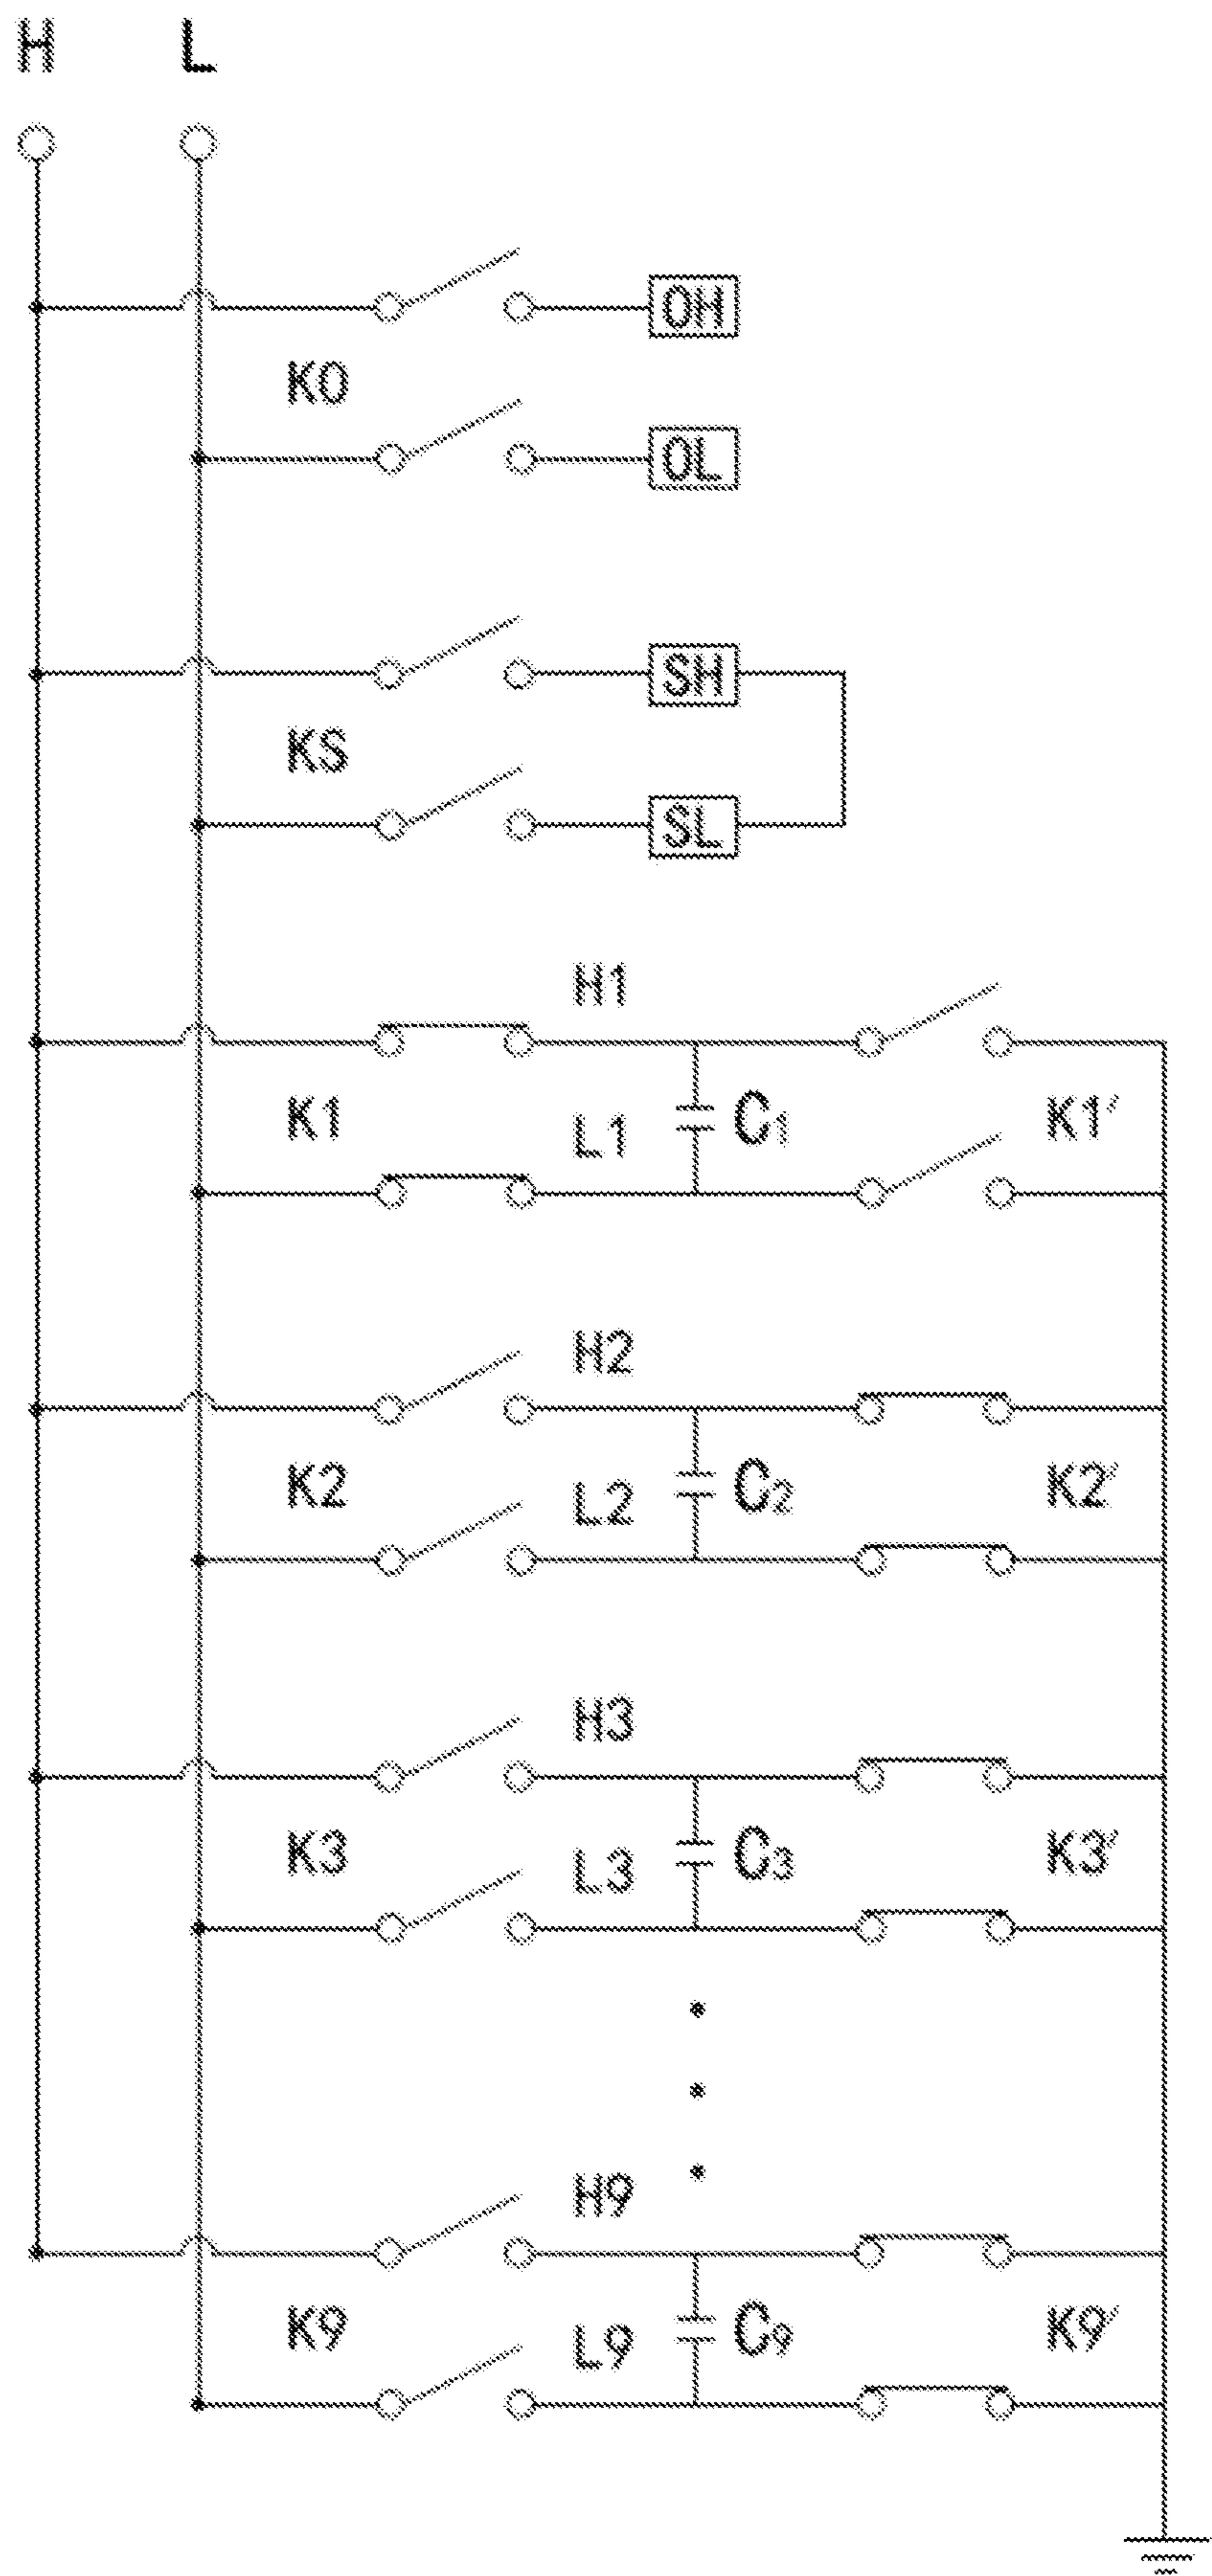 H L
OH
KO
OL
SH
KS
SL
H1
K1 L1 C1 K1′
H2
K2 L2 C2 K2′
H3
K3 L3 C3 K3′
H9
K9 L9 C9 K9′